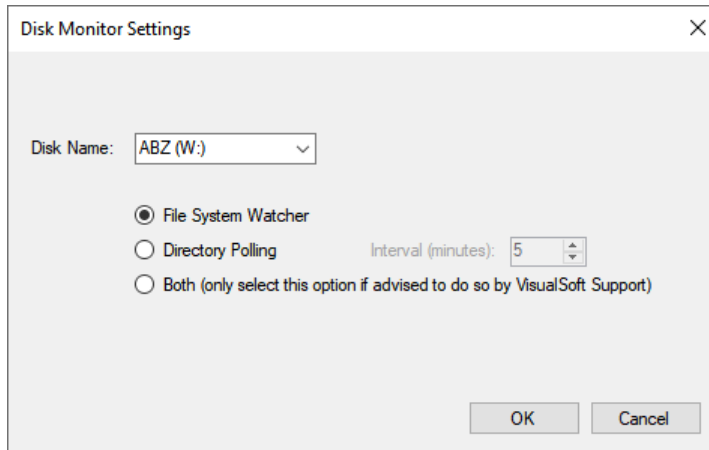 Disk Monitor Settings
Disk Name: ABZ (W:)
File System Watcher
Directory Polling Interval (minutes): 5
Both (only select this option if advised to do so by VisualSoft Support)
OK Cancel